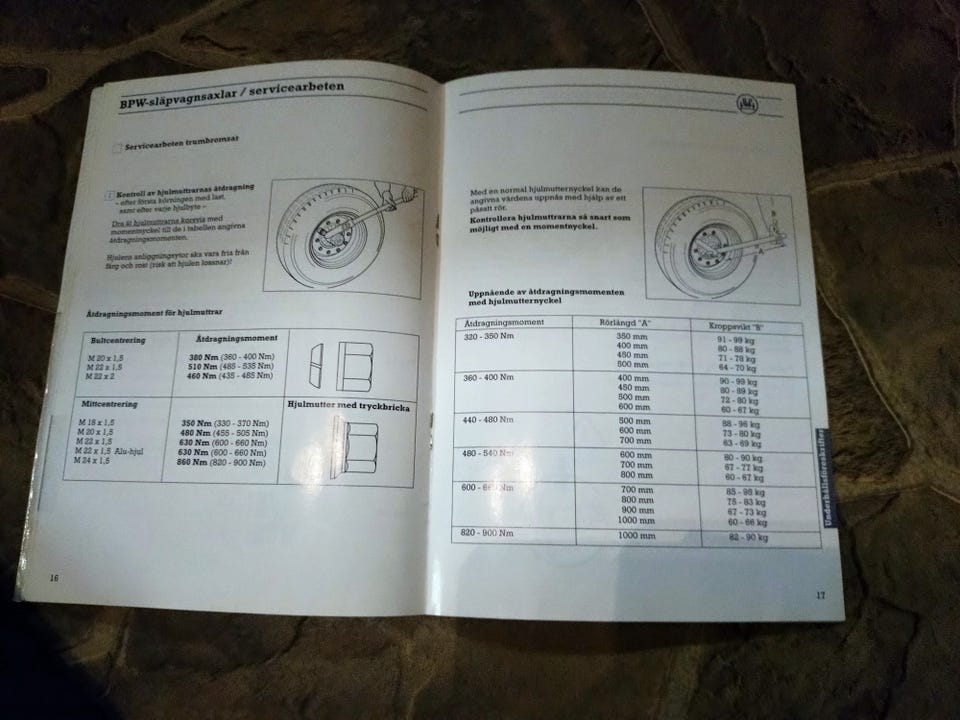 BPW-släpvagnsaxlar / servicearbeten
Servicearbeten trumbromsar
Kontroll av hjulmuttrarnas åtdragning
- efter första körningen med last,
samt efter varje hjulbyte -
Dra åt hjulmuttrarna korsvis med
momentnyckel till de i tabellen angivna
åtdragningsmomenten.
Hjulens anliggningsytor ska vara fria från
färg och rost (risk att hjulen lossnar)!
Åtdragningsmoment för hjulmuttrar
Bultcentrering Åtdragningsmoment
M 20 x 1,5 380 Nm (360 - 400 Nm)
M 22 x 1,5 510 Nm (485 - 535 Nm)
M 22 x 2 460 Nm (435 - 485 Nm)
Mittcentrering Hjulmutter med tryckbricka
M 18 x 1,5 350 Nm (330 - 370 Nm)
M 20 x 1,5 480 Nm (455 - 505 Nm)
M 22 x 1,5 630 Nm (600 - 660 Nm)
M 22 x 1,5 Alu-hjul 630 Nm (600 - 660 Nm)
M 24 x 1,5 860 Nm (820 - 900 Nm)
16
Med en normal hjulmutternyckel kan de
angivna värdena uppnås med hjälp av ett
påsatt rör.
Kontrollera hjulmuttrarna så snart som
möjligt med en momentnyckel.
B
A
Uppnående av åtdragningsmomenten
med hjulmutternyckel
Åtdragningsmoment Rörlängd "A" Kroppsvikt "B"
320 - 350 Nm 350 mm 91 - 99 kg
400 mm 80 - 88 kg
450 mm 71 - 78 kg
500 mm 64 - 70 kg
360 - 400 Nm 400 mm 90 - 99 kg
450 mm 80 - 89 kg
500 mm 72 - 80 kg
600 mm 60 - 67 kg
440 - 480 Nm 500 mm 88 - 96 kg
600 mm 73 - 80 kg
700 mm 63 - 69 kg
480 - 540 Nm 600 mm 80 - 90 kg
700 mm 67 - 77 kg
800 mm 60 - 67 kg
600 - 660 Nm 700 mm 85 - 95 kg
800 mm 75 - 83 kg
900 mm 67 - 73 kg
1000 mm 60 - 66 kg
820 - 900 Nm 1000 mm 82 - 90 kg
Underhållsföreskrifter
17